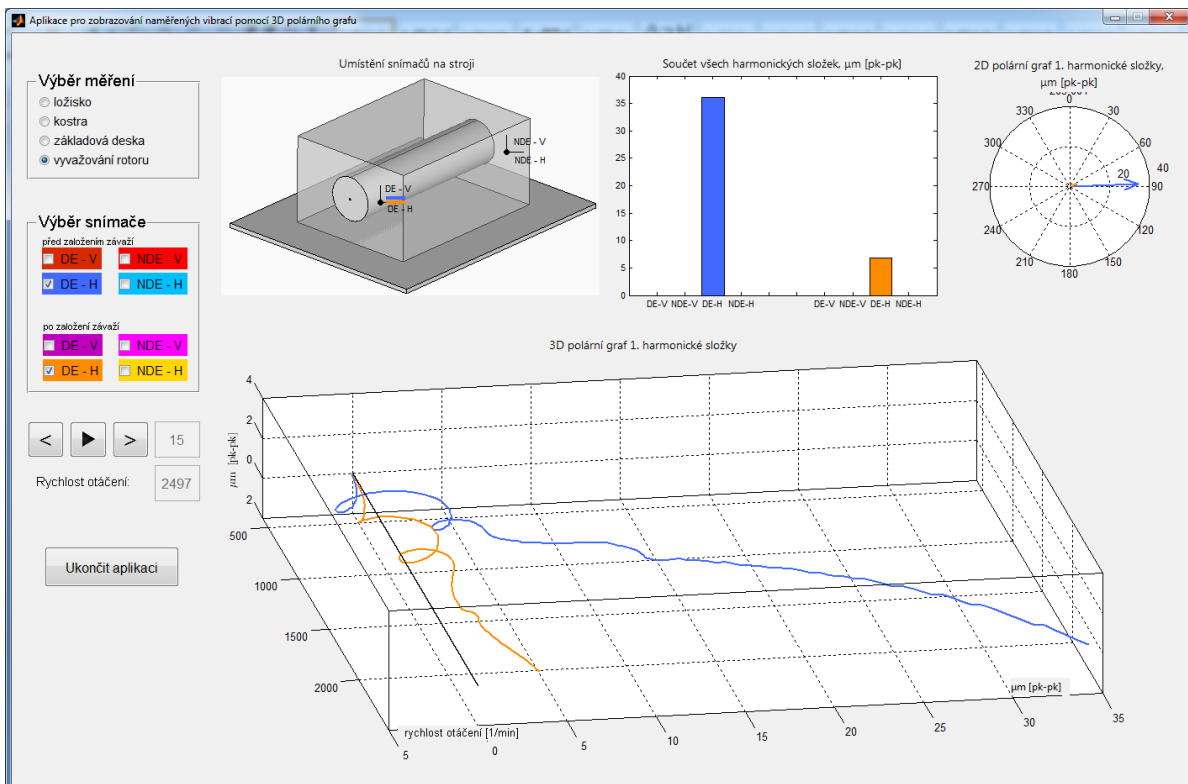 Aplikace pro zobrazování naměřených vibrací pomocí 3D polárního grafu
Výběr měření
ložisko
kostra
základová deska
vyvažování rotoru
Výběr snímače
před založením závaží
DE - V
NDE - V
DE - H
NDE - H
po založení závaží
DE - V
NDE - V
DE - H
NDE - H
<
>
15
Rychlost otáčení:
2497
Ukončit aplikaci
Umístění snímačů na stroji
NDE - V
NDE - H
DE - V
DE - H
Součet všech harmonických složek, µm [pk-pk]
40
35
30
25
20
15
10
5
0
DE-V NDE-V DE-H NDE-H
DE-V NDE-V DE-H NDE-H
2D polární graf 1. harmonické složky,
µm [pk-pk]
0
330
30
300
60
20
40
270
90
240
120
210
150
180
3D polární graf 1. harmonické složky
4
2
0
2
µm [pk-pk]
500
1000
1500
2000
rychlost otáčení [1/min]
µm [pk-pk]
5
0
5
10
15
20
25
30
35